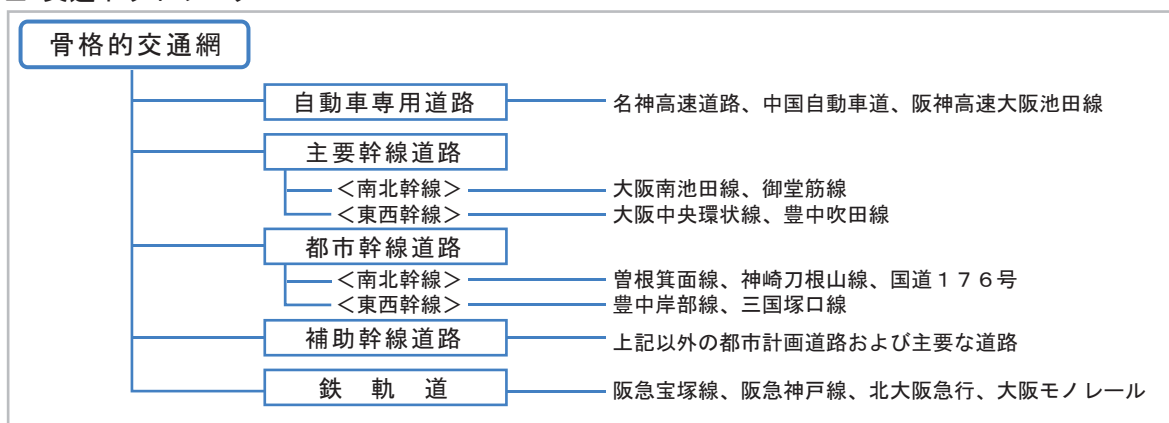 骨格的交通網
自動車専用道路 名神高速道路、中国自動車道、阪神高速大阪池田線
主要幹線道路
＜南北幹線＞ 大阪南池田線、御堂筋線
＜東西幹線＞ 大阪中央環状線、豊中吹田線
都市幹線道路
＜南北幹線＞ 曽根箕面線、神崎刀根山線、国道１７６号
＜東西幹線＞ 豊中岸部線、三国塚口線
補助幹線道路 上記以外の都市計画道路および主要な道路
鉄軌道 阪急宝塚線、阪急神戸線、北大阪急行、大阪モノレール